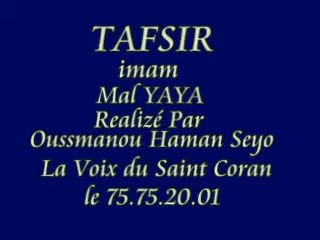 TAFSIR
imam
Mal YAYA
Realizé Par
Oussmanou Haman Seyo
La Voix du Saint Coran
le 75.75.20.01